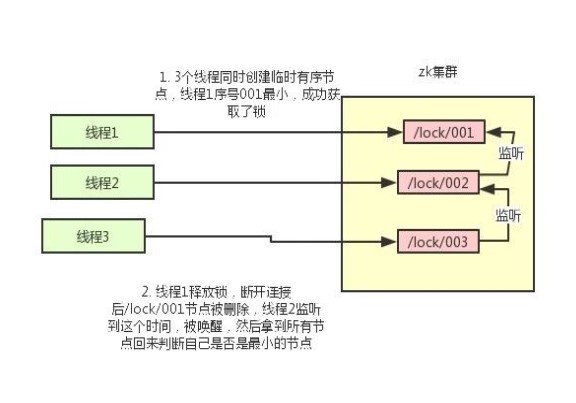 1. 3个线程同时创建临时有序节
点，线程1序号001最小，成功获
取了锁
zk集群
线程1
/lock/001
监听
线程2
/lock/002
监听
线程3
/lock/003
2. 线程1释放锁，断开连接
后/lock/001节点被删除，线程2监听
到这个时间，被唤醒，然后拿到所有节
点回来判断自己是否是最小的节点